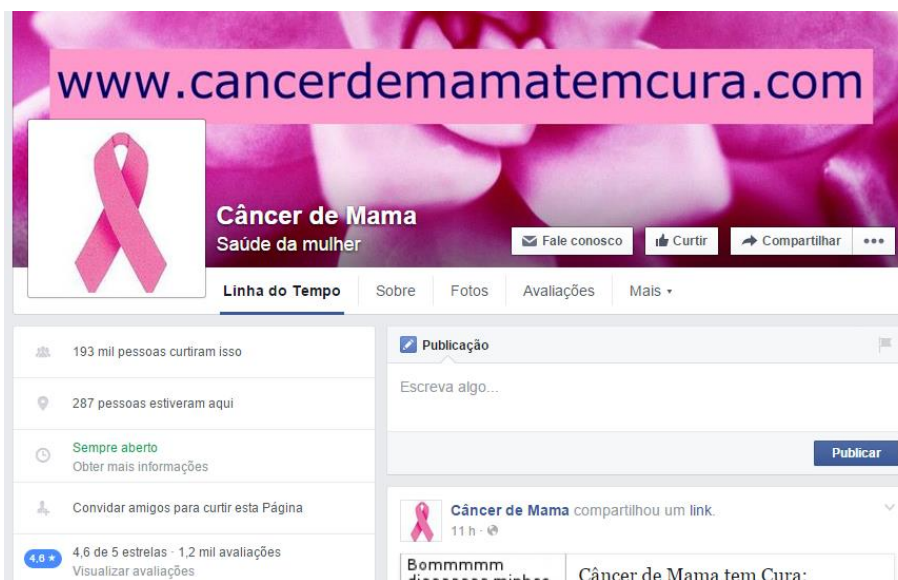 www.cancerdemamatemcura.com
Câncer de Mama
Saúde da mulher
Fale conosco
Curtir
Compartilhar
Linha do Tempo
Sobre
Fotos
Avaliações
Mais
193 mil pessoas curtiram isso
287 pessoas estiveram aqui
Sempre aberto
Obter mais informações
Convidar amigos para curtir esta Página
4,6 ★
4,6 de 5 estrelas · 1,2 mil avaliações
Visualizar avaliações
Publicação
Escreva algo...
Publicar
Câncer de Mama compartilhou um link.
11 h ·
Bommmmm
Câncer de Mama tem Cura: